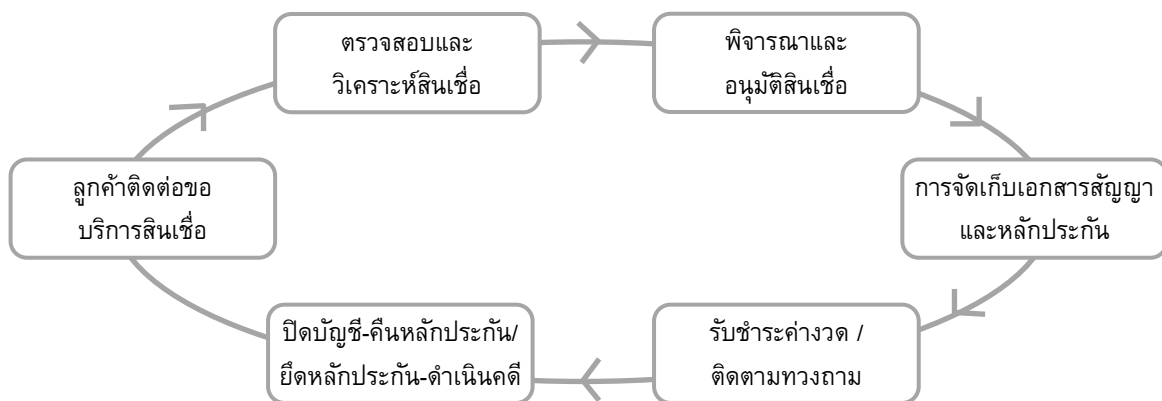 ตรวจสอบและ
วิเคราะห์สินเชื่อ
พิจารณาและ
อนุมัติสินเชื่อ
การจัดเก็บเอกสารสัญญา
และหลักประกัน
รับชำระค่างวด /
ติดตามทวงถาม
ปิดบัญชี-คืนหลักประกัน/
ยึดหลักประกัน-ดำเนินคดี
ลูกค้าติดต่อขอ
บริการสินเชื่อ